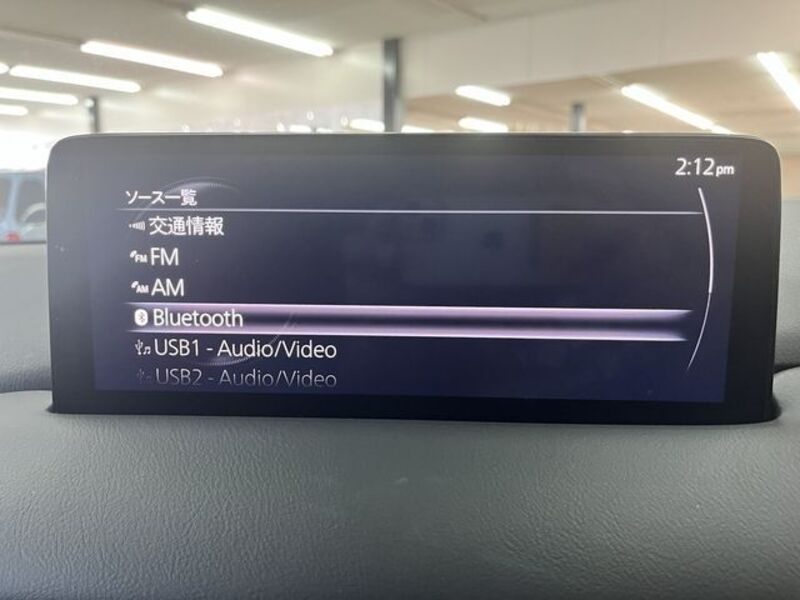 2:12pm
ソース一覧
交通情報
FM FM
AM AM
Bluetooth
USB1 - Audio/Video
USB2 - Audio/Video